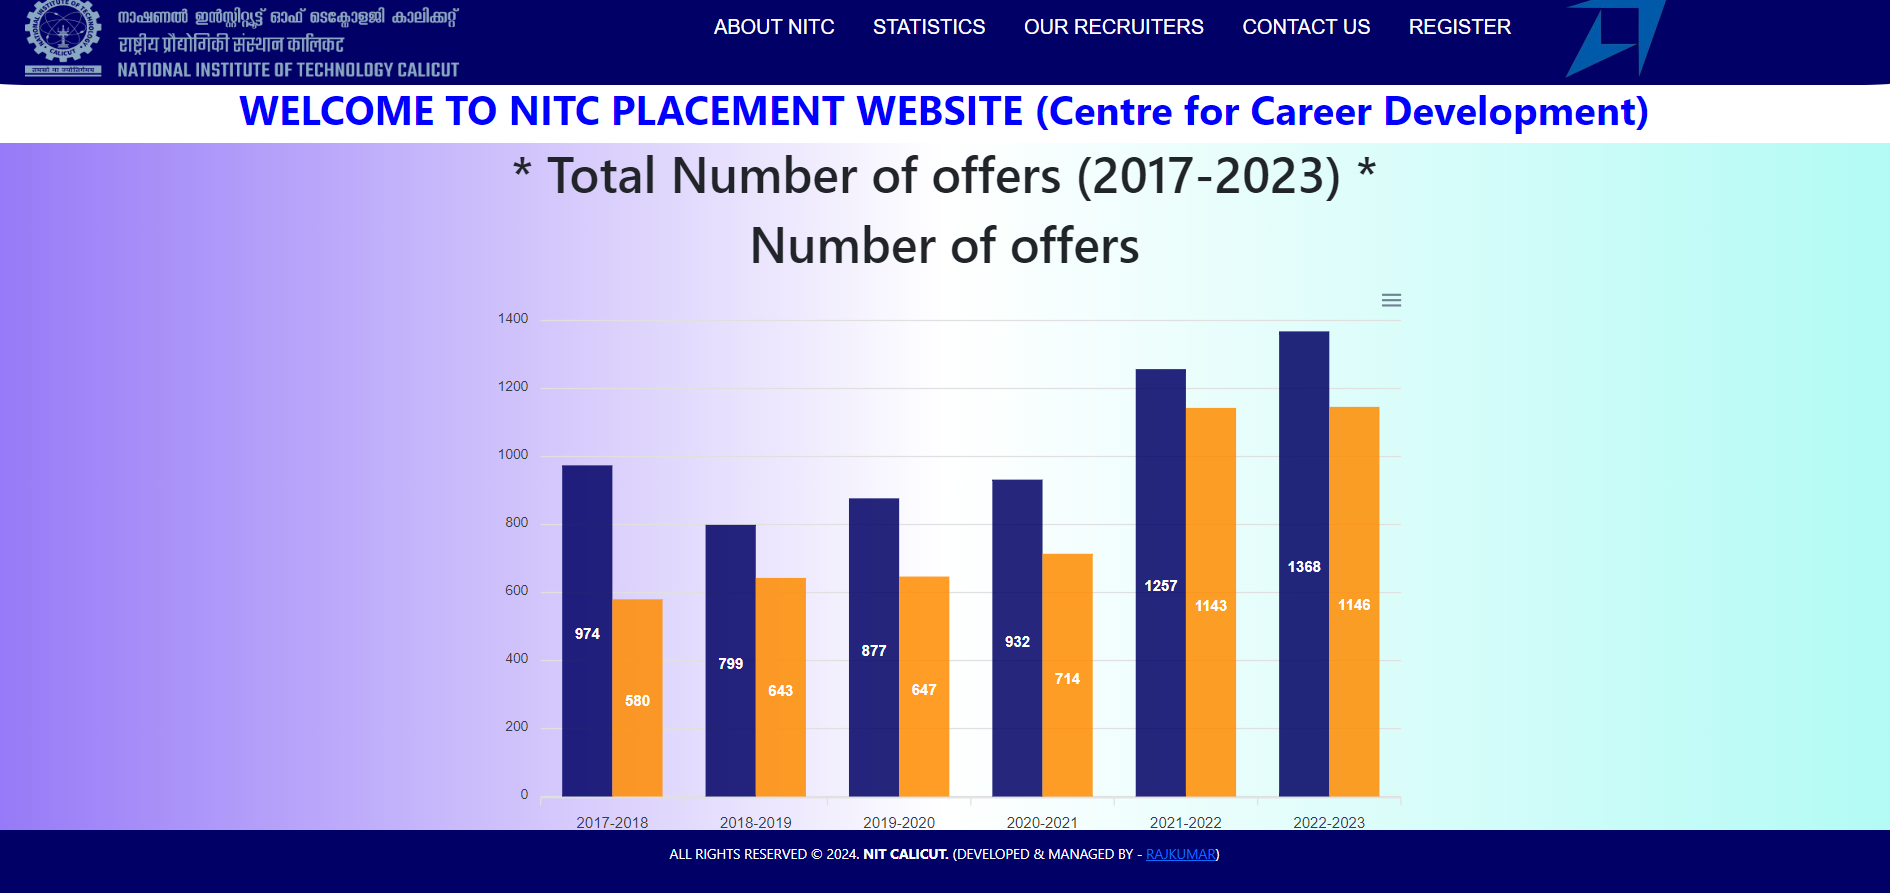 നാഷണൽ ഇൻസ്റ്റിറ്റ്യൂട്ട് ഓഫ് ടെക്നോളജി കാലിക്കറ്റ്
राष्ट्रीय प्रौद्योगिकी संस्थान कालिकट
NATIONAL INSTITUTE OF TECHNOLOGY CALICUT
ABOUT NITC STATISTICS OUR RECRUITERS CONTACT US REGISTER
WELCOME TO NITC PLACEMENT WEBSITE (Centre for Career Development)
* Total Number of offers (2017-2023) *
Number of offers
1400
1200
1000
800
600
400
200
0
974 580
799 643
877 647
932 714
1257 1143
1368 1146
2017-2018 2018-2019 2019-2020 2020-2021 2021-2022 2022-2023
ALL RIGHTS RESERVED © 2024. NIT CALICUT. (DEVELOPED & MANAGED BY - RAJKUMAR)